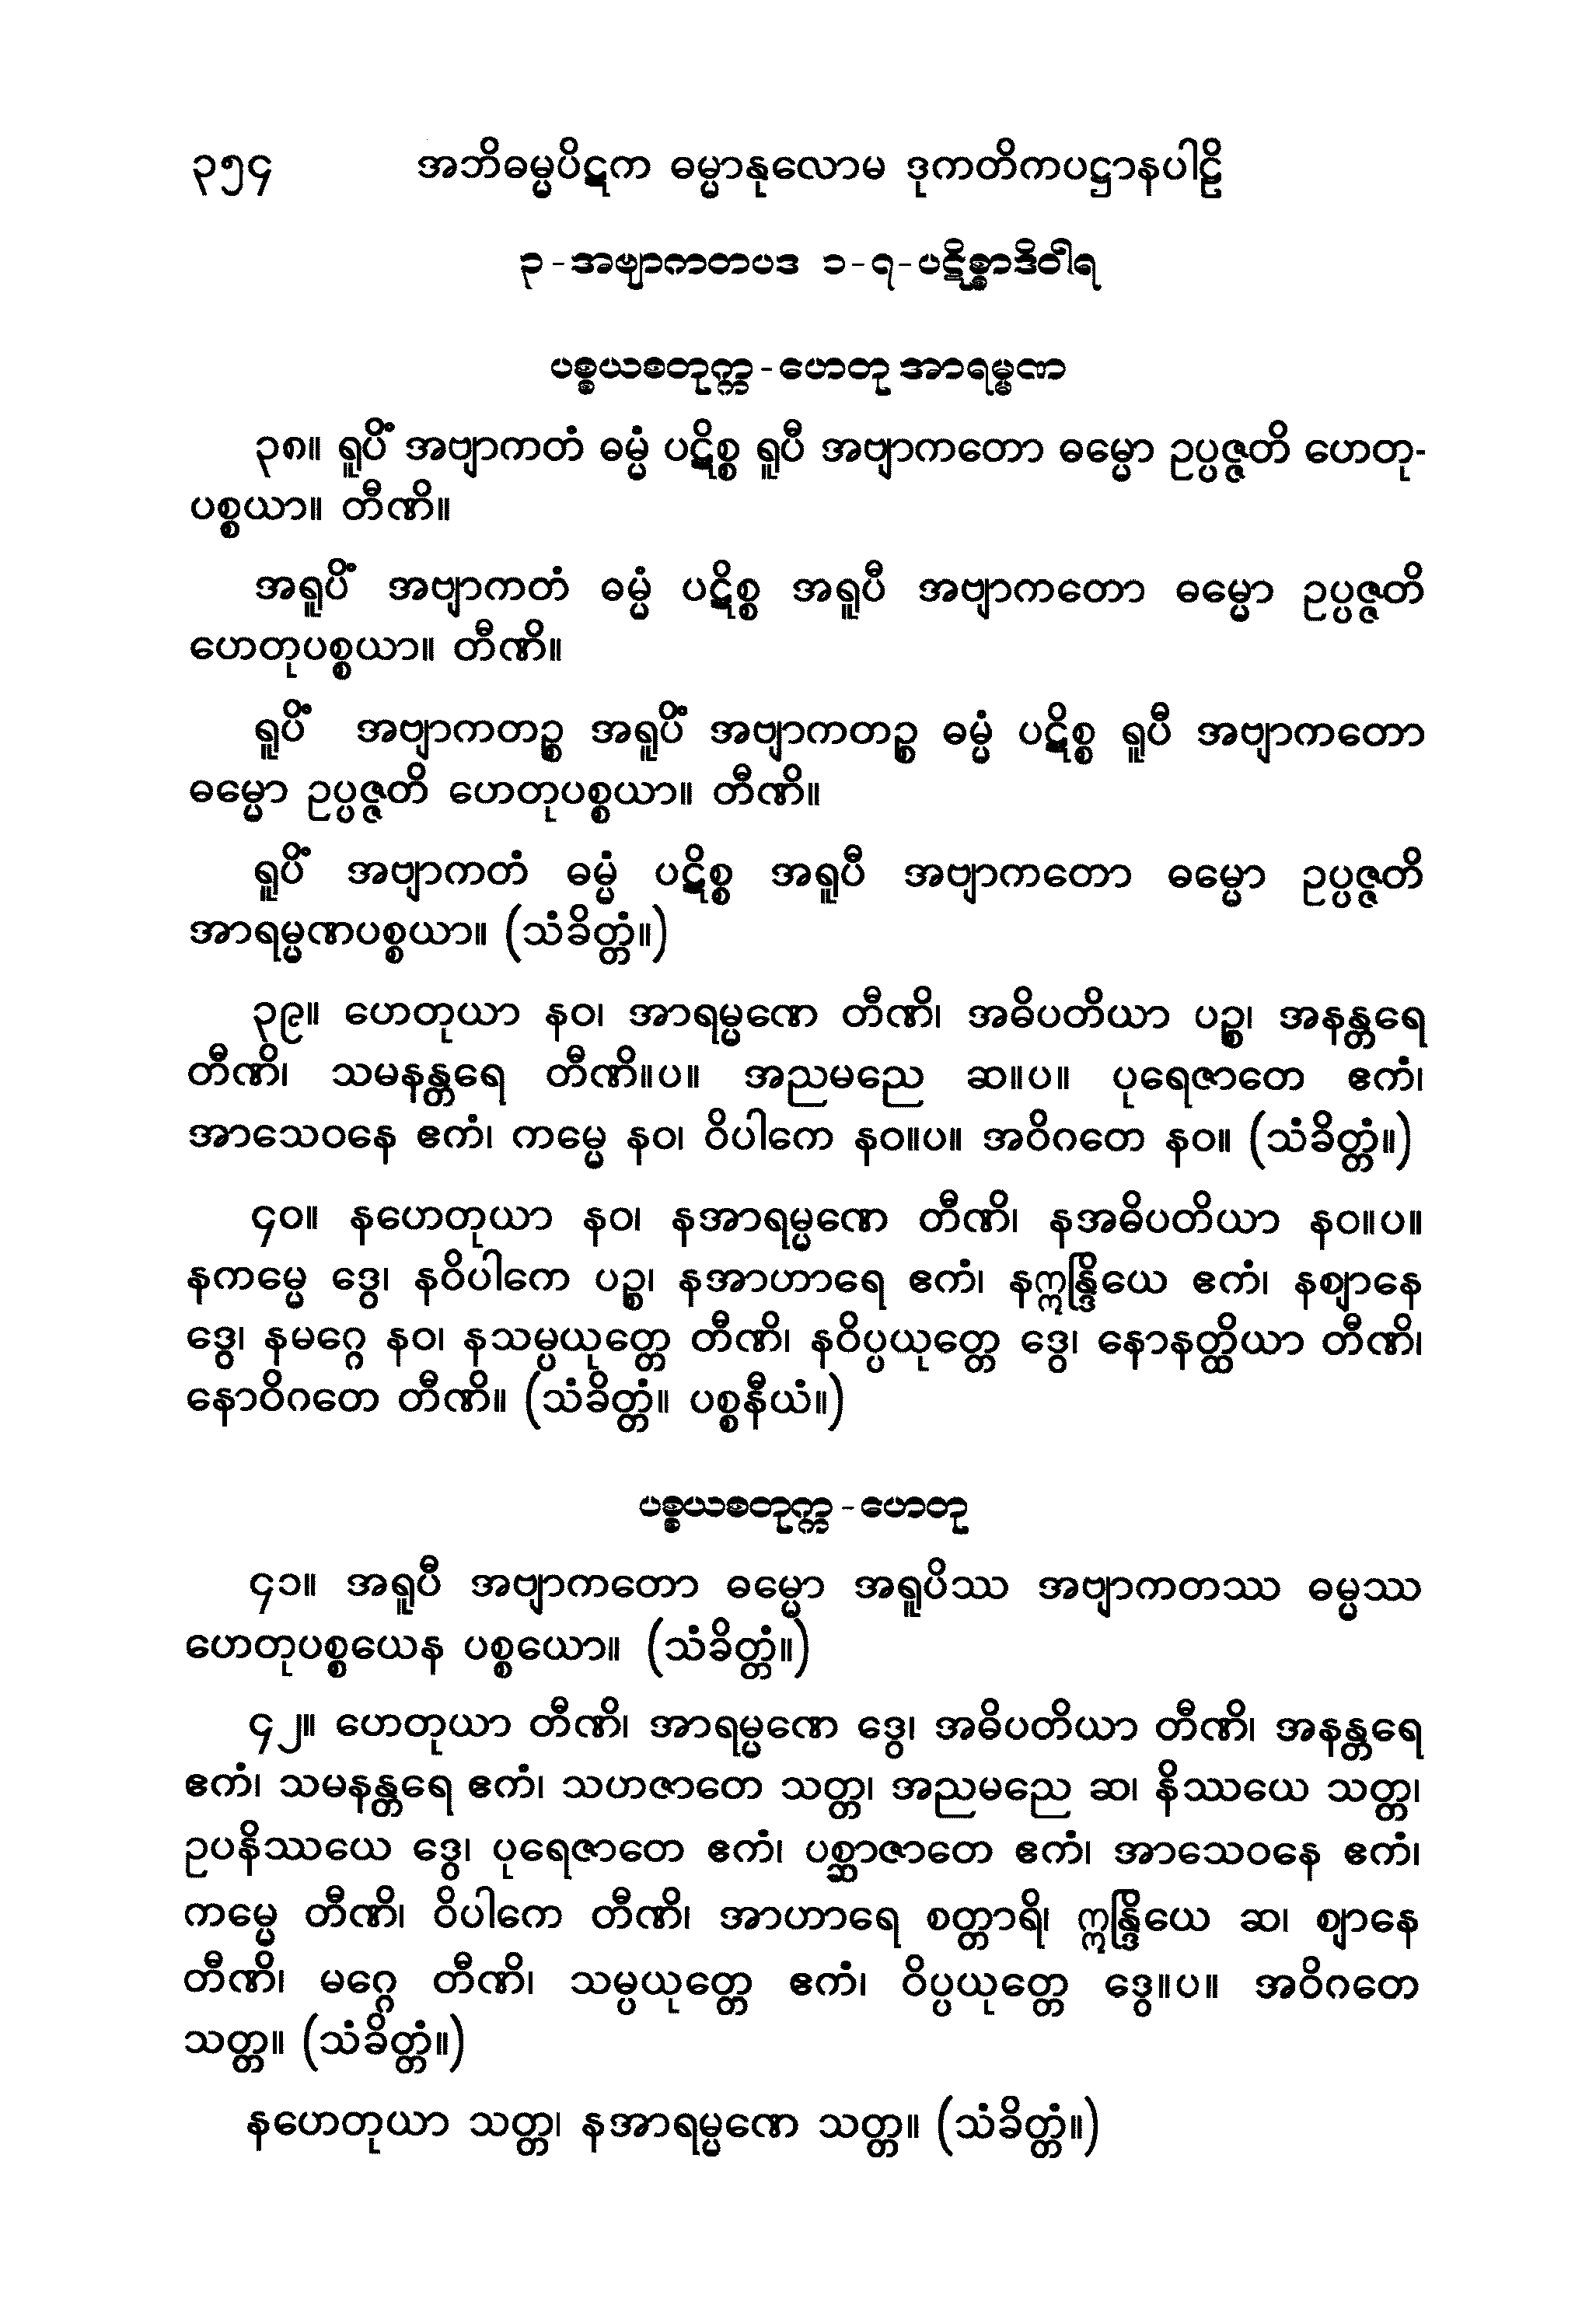 ၃၅၄ အဘိဓမ္မပိဋက ဓမ္မာနုလောမ ဒုကတိကပဋ္ဌာနပါဠိ
၃-အဗျာကတပဒ ၁-၇-ပဋိစ္စာဒိဝါရ
ပစ္စယစတုက္က-ဟေတု အာရမ္မဏ
၃၈။ ရူပိံ အဗျာကတံ ဓမ္မံ ပဋိစ္စ ရူပီ အဗျာကတော ဓမ္မော ဥပ္ပဇ္ဇတိ ဟေတု-
ပစ္စယာ။ တီဏိ။
အရူပိံ အဗျာကတံ ဓမ္မံ ပဋိစ္စ အရူပီ အဗျာကတော ဓမ္မော ဥပ္ပဇ္ဇတိ
ဟေတုပစ္စယာ။ တီဏိ။
ရူပိံ အဗျာကတဉ္စ အရူပိံ အဗျာကတဉ္စ ဓမ္မံ ပဋိစ္စ ရူပီ အဗျာကတော
ဓမ္မော ဥပ္ပဇ္ဇတိ ဟေတုပစ္စယာ။ တီဏိ။
ရူပိံ အဗျာကတံ ဓမ္မံ ပဋိစ္စ အရူပီ အဗျာကတော ဓမ္မော ဥပ္ပဇ္ဇတိ
အာရမ္မဏပစ္စယာ။ (သံခိတ္တံ။)
၃၉။ ဟေတုယာ နဝ၊ အာရမ္မဏေ တီဏိ၊ အဓိပတိယာ ပဉ္စ၊ အနန္တရေ
တီဏိ၊ သမနန္တရေ တီဏိ။ပ။ အညမညေ ဆ။ပ။ ပုရေဇာတေ ဧကံ၊
အာသေဝနေ ဧကံ၊ ကမ္မေ နဝ၊ ဝိပါကေ နဝ။ပ။ အဝိဂတေ နဝ။ (သံခိတ္တံ။)
၄၀။ နဟေတုယာ နဝ၊ နအာရမ္မဏေ တီဏိ၊ နအဓိပတိယာ နဝ။ပ။
နကမ္မေ ဒွေ၊ နဝိပါကေ ပဉ္စ၊ နအာဟာရေ ဧကံ၊ နဣန္ဒြိယေ ဧကံ၊ နဈာနေ
ဒွေ၊ နမဂ္ဂေ နဝ၊ နသမ္ပယုတ္တေ တီဏိ၊ နဝိပ္ပယုတ္တေ ဒွေ၊ နောနတ္ထိယာ တီဏိ၊
နောဝိဂတေ တီဏိ။ (သံခိတ္တံ။ ပစ္စနီယံ။)
ပစ္စယစတုက္က-ဟေတု
၄၁။ အရူပီ အဗျာကတော ဓမ္မော အရူပိဿ အဗျာကတဿ ဓမ္မဿ
ဟေတုပစ္စယေန ပစ္စယော။ (သံခိတ္တံ။)
၄၂။ ဟေတုယာ တီဏိ၊ အာရမ္မဏေ ဒွေ၊ အဓိပတိယာ တီဏိ၊ အနန္တရေ
ဧကံ၊ သမနန္တရေ ဧကံ၊ သဟဇာတေ သတ္တ၊ အညမညေ ဆ၊ နိဿယေ သတ္တ၊
ဥပနိဿယေ ဒွေ၊ ပုရေဇာတေ ဧကံ၊ ပစ္ဆာဇာတေ ဧကံ၊ အာသေဝနေ ဧကံ၊
ကမ္မေ တီဏိ၊ ဝိပါကေ တီဏိ၊ အာဟာရေ စတ္တာရိ၊ ဣန္ဒြိယေ ဆ၊ ဈာနေ
တီဏိ၊ မဂ္ဂေ တီဏိ၊ သမ္ပယုတ္တေ ဧကံ၊ ဝိပ္ပယုတ္တေ ဒွေ။ပ။ အဝိဂတေ
သတ္တ။ (သံခိတ္တံ။)
နဟေတုယာ သတ္တ၊ နအာရမ္မဏေ သတ္တ။ (သံခိတ္တံ။)